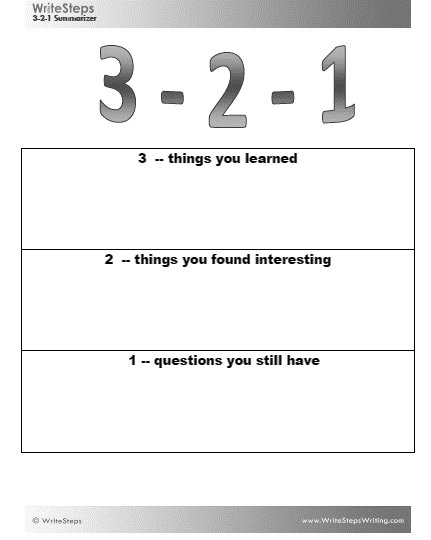 WriteSteps
3-2-1 Summarizer
3 - 2 - 1
3 -- things you learned
2 -- things you found interesting
1 -- questions you still have
© WriteSteps
www.WriteStepsWriting.com